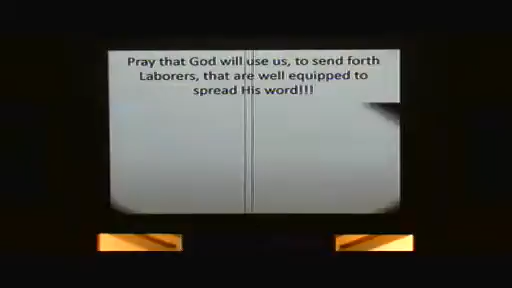 Pray that God will use us, to send forth
Laborers, that are well equipped to
spread His word!!!